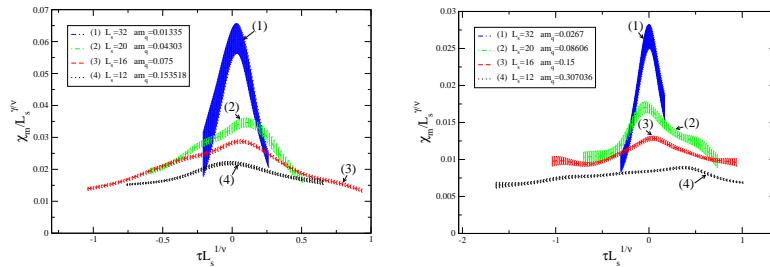 (1) L_s=32 am_q=0.01335
(2) L_s=20 am_q=0.04303
(3) L_s=16 am_q=0.075
(4) L_s=12 am_q=0.153518
(1)
(2)
(3)
(4)
0.07
0.06
0.05
0.04
0.03
0.02
0.01
0
χ_m/L_s^{γ/ν}
-1
-0.5
0
0.5
1
τL_s^{1/ν}
(1) L_s=32 am_q=0.0267
(2) L_s=20 am_q=0.08606
(3) L_s=16 am_q=0.15
(4) L_s=12 am_q=0.307036
(1)
(2)
(3)
(4)
0.03
0.025
0.02
0.015
0.01
0.005
0
χ_m/L_s^{γ/ν}
-2
-1
0
1
τL_s^{1/ν}